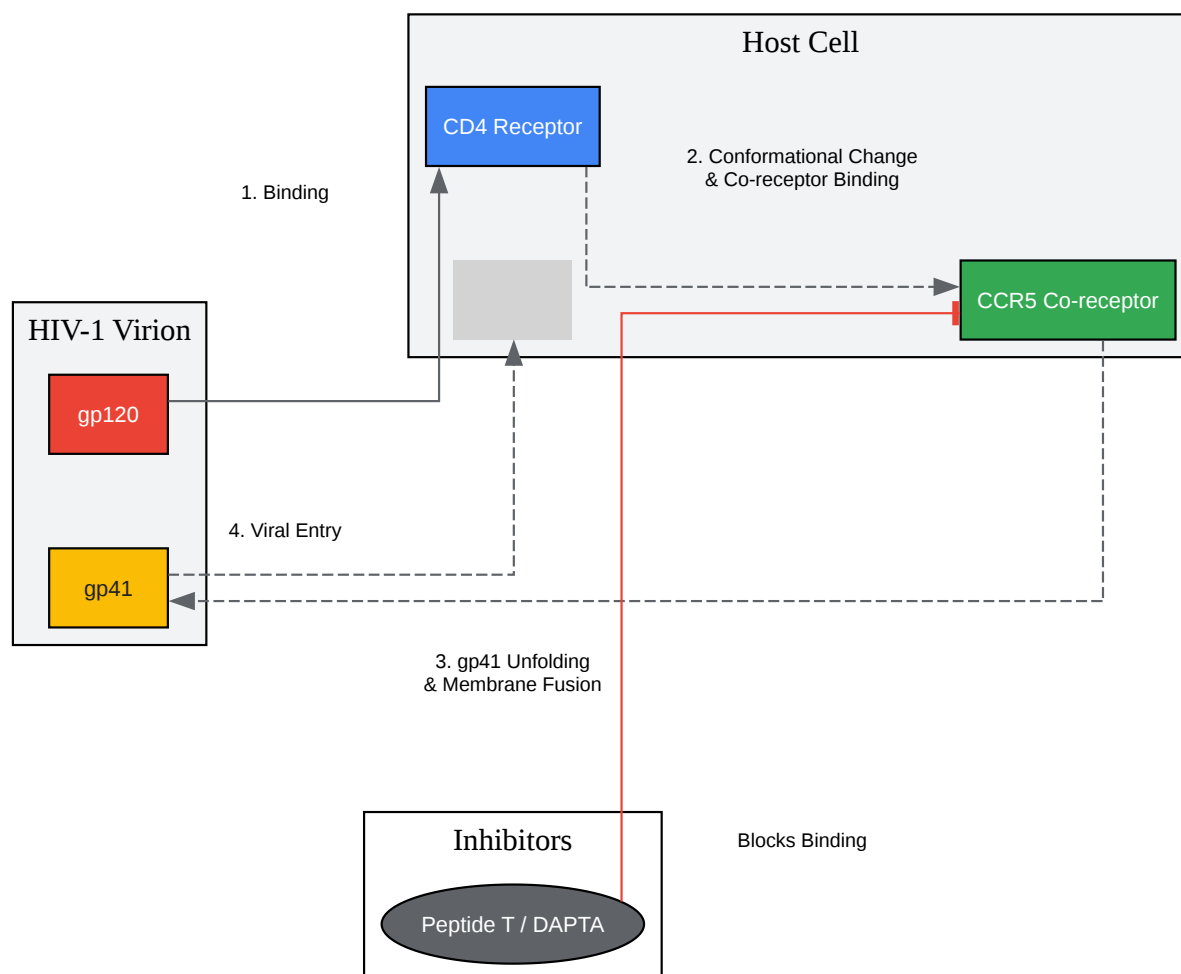 Host Cell
CD4 Receptor
2. Conformational Change
& Co-receptor Binding
1. Binding
CCR5 Co-receptor
HIV-1 Virion
gp120
4. Viral Entry
gp41
3. gp41 Unfolding
& Membrane Fusion
Inhibitors
Blocks Binding
Peptide T / DAPTA